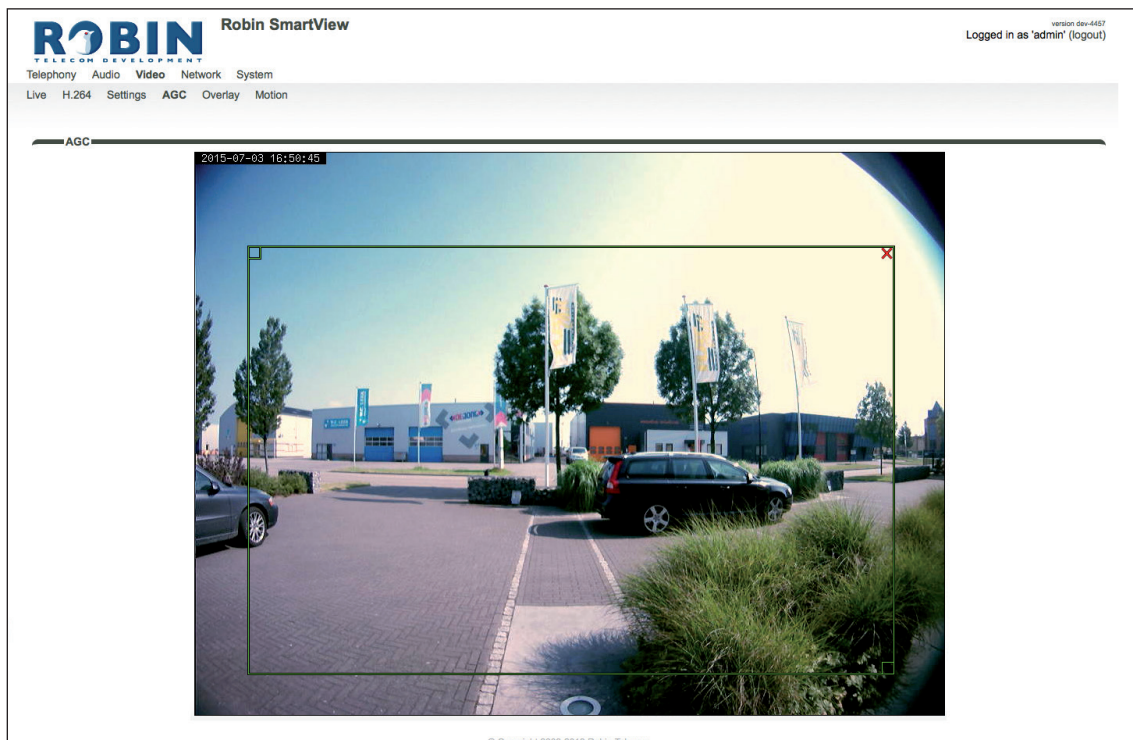 ROBIN
TELECOM DEVELOPMENT
Robin SmartView
version dev-4457
Logged in as 'admin' (logout)
Telephony Audio Video Network System
Live H.264 Settings AGC Overlay Motion
AGC
2015-07-03 16:50:45